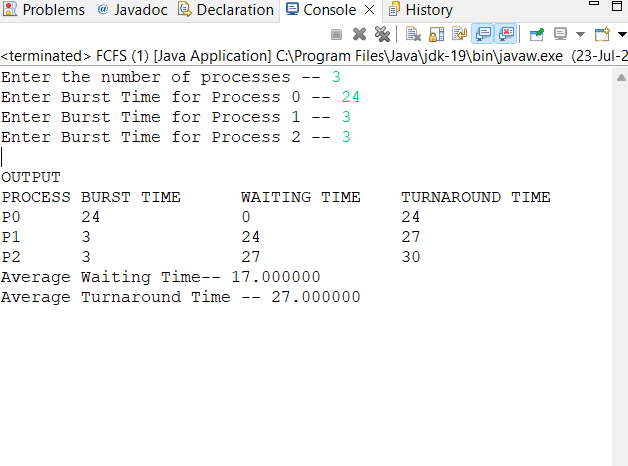 Problems @ Javadoc Declaration Console History
<terminated> FCFS (1) [Java Application] C:\Program Files\Java\jdk-19\bin\javaw.exe (23-Jul-2
Enter the number of processes -- 3
Enter Burst Time for Process 0 -- 24
Enter Burst Time for Process 1 -- 3
Enter Burst Time for Process 2 -- 3
OUTPUT
PROCESS BURST TIME WAITING TIME TURNAROUND TIME
P0 24 0 24
P1 3 24 27
P2 3 27 30
Average Waiting Time-- 17.000000
Average Turnaround Time -- 27.000000